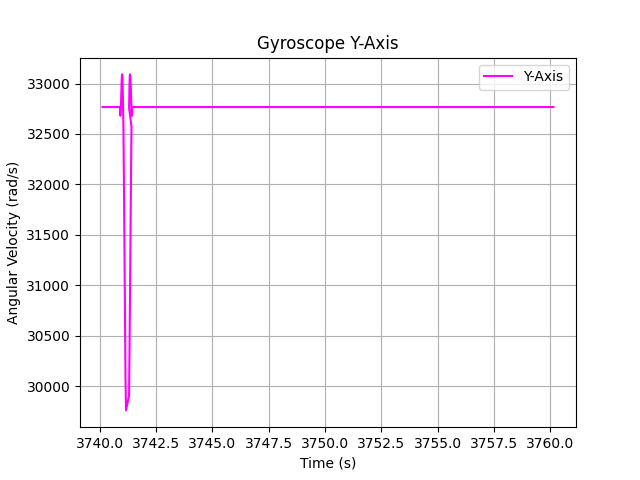 Gyroscope Y-Axis
Y-Axis
33000
32500
32000
31500
31000
30500
30000
Angular Velocity (rad/s)
3740.0 3742.5 3745.0 3747.5 3750.0 3752.5 3755.0 3757.5 3760.0
Time (s)